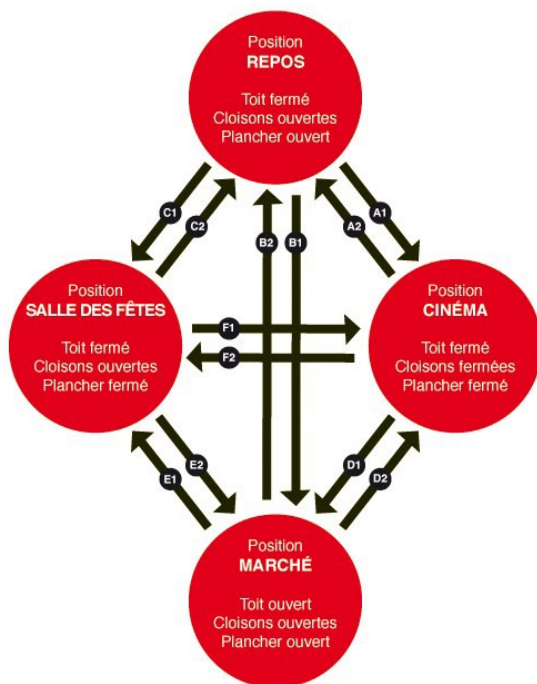 Position
REPOS
Toit fermé
Cloisons ouvertes
Plancher ouvert
C1
C2
A2
A1
B2
B1
Position
SALLE DES FÊTES
Toit fermé
Cloisons ouvertes
Plancher fermé
Position
CINÉMA
Toit fermé
Cloisons fermées
Plancher fermé
F1
F2
E1
E2
D1
D2
Position
MARCHÉ
Toit ouvert
Cloisons ouvertes
Plancher ouvert